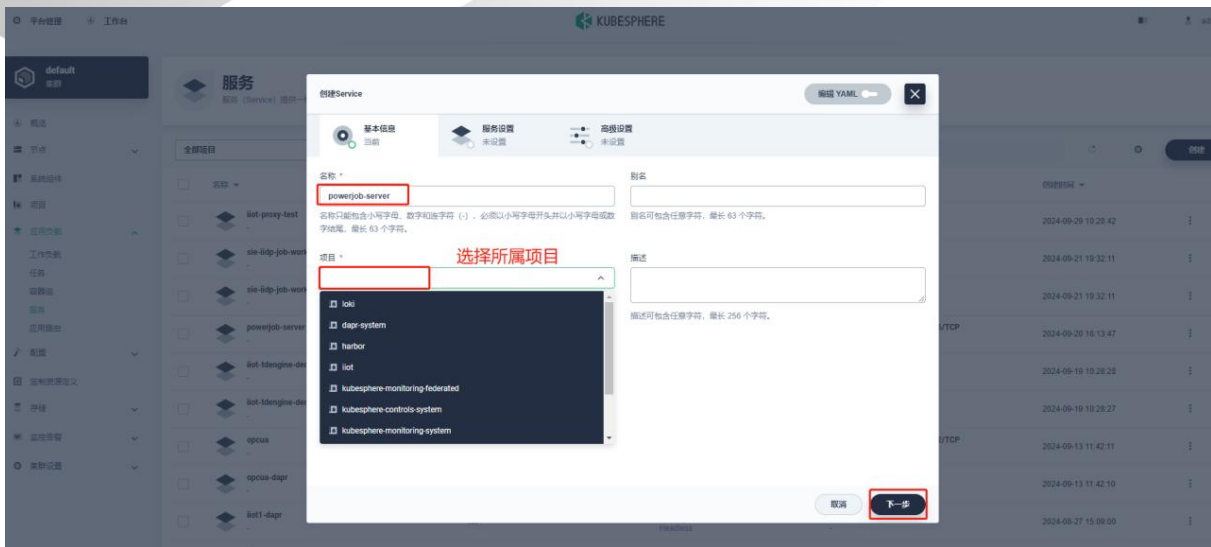 平台管理
工作台
KUBESPHERE
default
集群
服务
概览
节点
系统组件
项目
应用负载
工作负载
任务
容器组
服务
应用路由
配置
定制资源定义
存储
监控告警
集群设置
全部项目
创建
名称
创建时间
iiot-proxy-test
2024-09-29 10:28:42
sie-iidp-job-work
2024-09-21 19:32:11
sie-iidp-job-work
2024-09-21 19:32:11
powerjob-server
/TCP
2024-09-20 16:13:47
iiot-tdengine-de
2024-09-19 10:28:28
iiot-tdengine-de
2024-09-19 10:28:27
opcua
/TCP
2024-09-13 11:42:11
opcua-dapr
2024-09-13 11:42:10
iiot1-dapr
2024-08-27 15:09:00
创建Service
编辑 YAML
基本信息
当前
服务设置
未设置
高级设置
未设置
名称 *
powerjob-server
名称只能包含小写字母、数字和连字符（-），必须以小写字母开头并以小写字母或数
字结尾，最长 63 个字符。
别名
别名可包含任意字符，最长 63 个字符。
项目 *
选择所属项目
loki
dapr-system
harbor
iiot
kubesphere-monitoring-federated
kubesphere-controls-system
kubesphere-monitoring-system
描述
描述可包含任意字符，最长 256 个字符。
取消
下一步